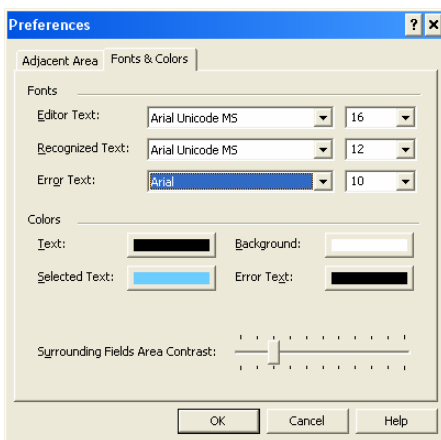 Preferences
Adjacent Area Fonts & Colors
Fonts
Editor Text: Arial Unicode MS 16
Recognized Text: Arial Unicode MS 12
Error Text: Arial 10
Colors
Text: Background:
Selected Text: Error Text:
Surrounding Fields Area Contrast:
OK Cancel Help